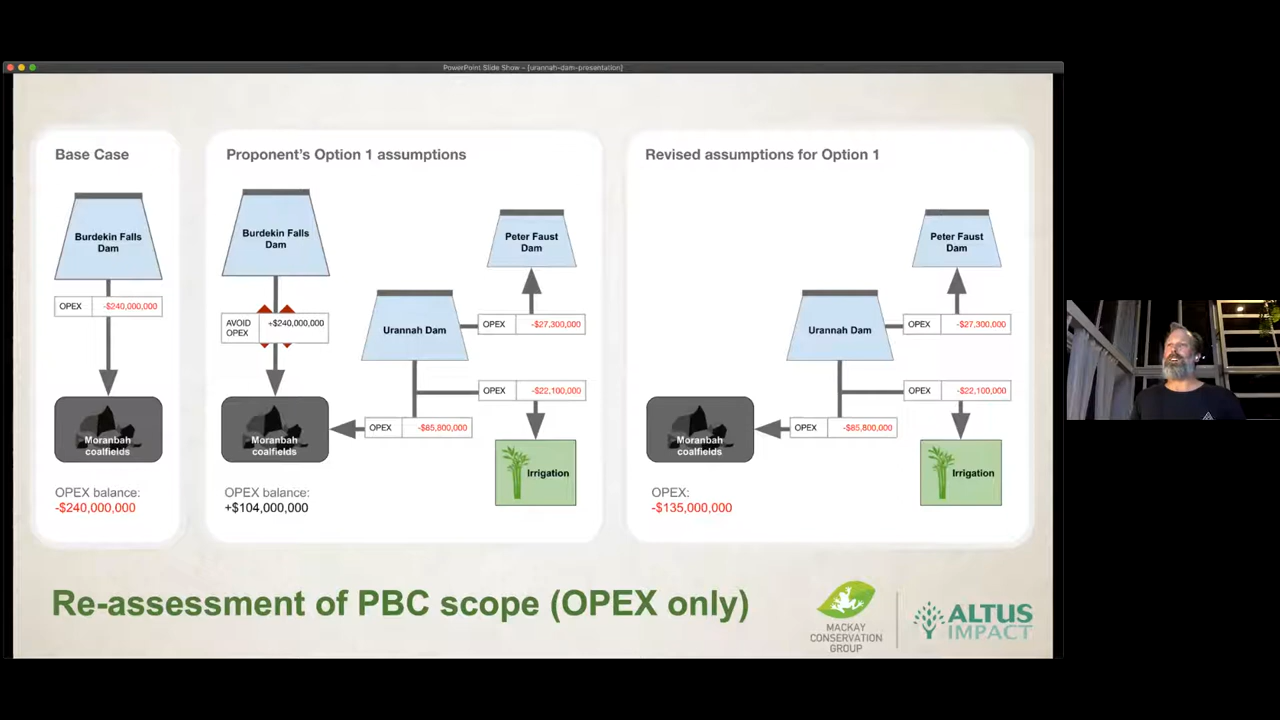 PowerPoint Slide Show - [urannah-dam-presentation]
Base Case
Burdekin Falls
Dam
OPEX -$240,000,000
Moranbah
coalfields
OPEX balance:
-$240,000,000
Proponent's Option 1 assumptions
Burdekin Falls
Dam
AVOID
OPEX
+$240,000,000
Moranbah
coalfields
OPEX balance:
+$104,000,000
Urannah Dam
Peter Faust
Dam
OPEX -$27,300,000
OPEX -$22,100,000
OPEX -$65,800,000
Irrigation
Revised assumptions for Option 1
Peter Faust
Dam
Urannah Dam
OPEX -$27,300,000
OPEX -$22,100,000
OPEX -$85,800,000
Moranbah
coalfields
Irrigation
OPEX:
-$135,000,000
Re-assessment of PBC scope (OPEX only)
MACKAY
CONSERVATION
GROUP
ALTUS
IMPACT